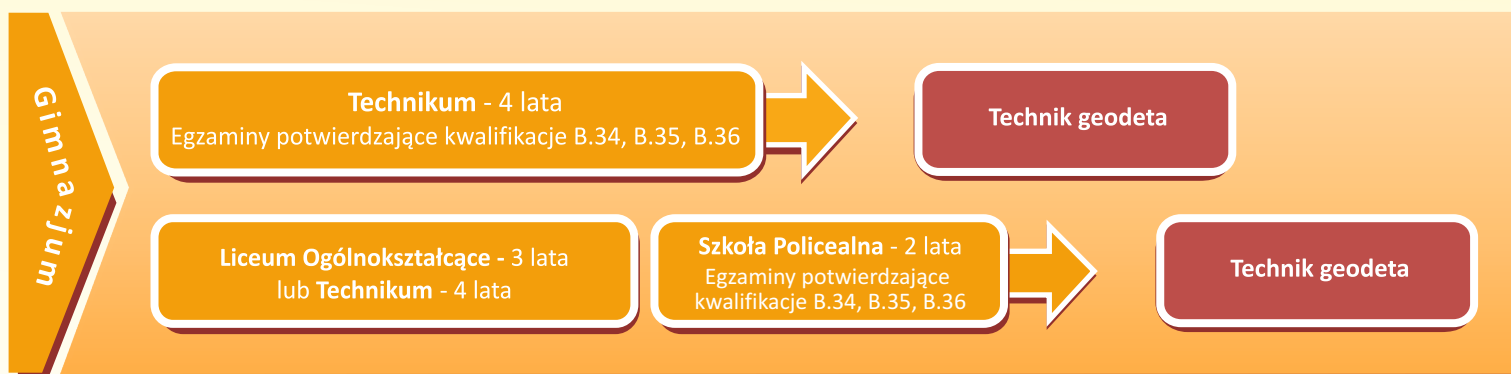 Gimnazjum
Technikum - 4 lata
Egzaminy potwierdzające kwalifikacje B.34, B.35, B.36
Technik geodeta
Liceum Ogólnokształcące - 3 lata
lub Technikum - 4 lata
Szkoła Policealna - 2 lata
Egzaminy potwierdzające
kwalifikacje B.34, B.35, B.36
Technik geodeta